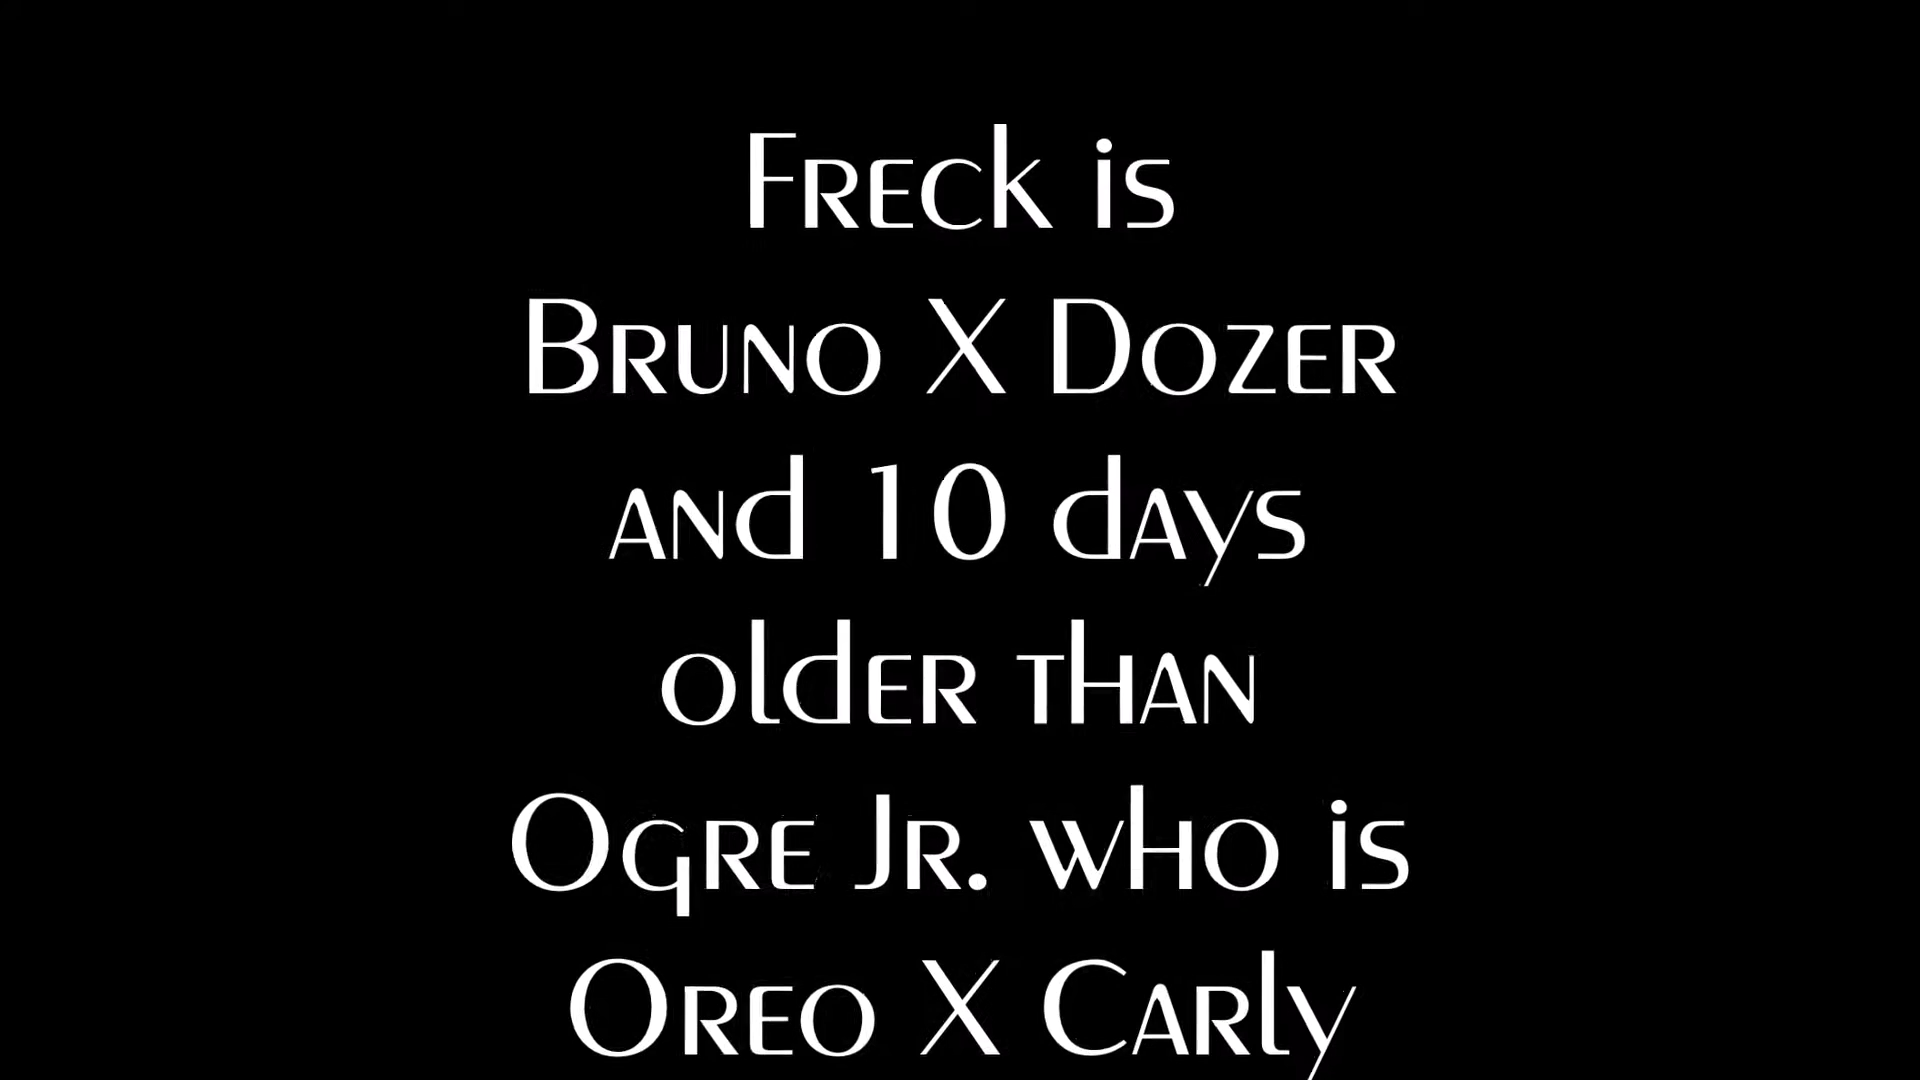 Freck is
Bruno X Dozer
and 10 days
older than
Ogre Jr. who is
Oreo X Carly